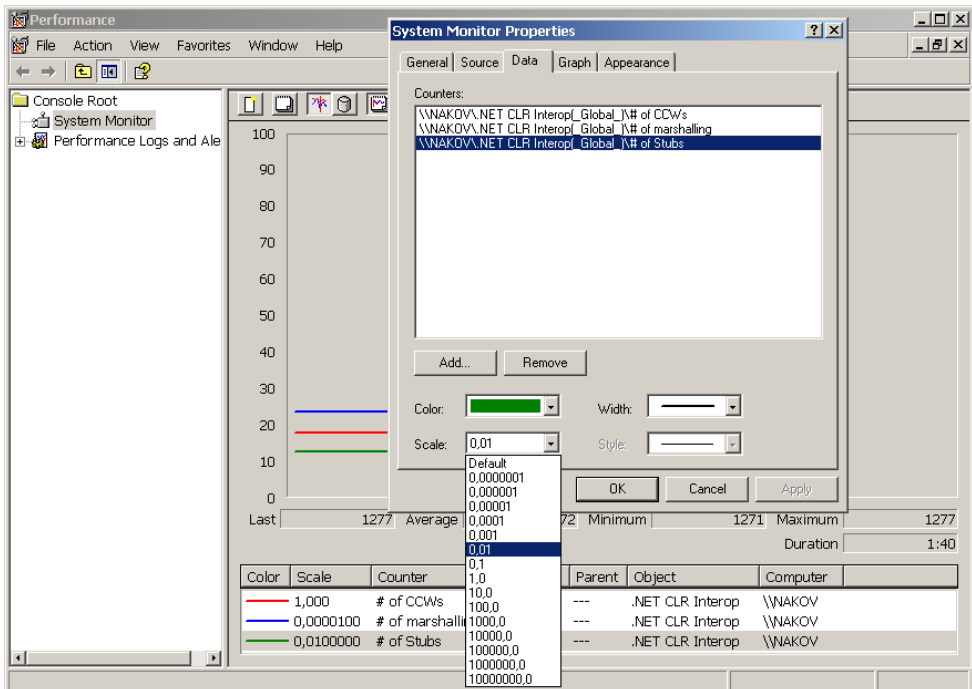 Performance
File Action View Favorites Window Help
Console Root
System Monitor
Performance Logs and Ale
100
90
80
70
60
50
40
30
20
10
0
System Monitor Properties
General Source Data Graph Appearance
Counters:
\\NAKOV\.NET CLR Interop(_Global_)\# of CCWs
\\NAKOV\.NET CLR Interop(_Global_)\# of marshalling
\\NAKOV\.NET CLR Interop(_Global_)\# of Stubs
Add... Remove
Color: Width:
Scale: 0,01 Style:
Default
0,0000001
0,000001
0,00001
0,0001
0,001
0,01
0,1
1,0
10,0
100,0
1000,0
10000,0
100000,0
1000000,0
10000000,0
OK Cancel Apply
Last 1277 Average 72 Minimum 1271 Maximum 1277
Duration 1:40
Color Scale Counter Parent Object Computer
1,000 # of CCWs --- .NET CLR Interop \\NAKOV
0,0000100 # of marshalli --- .NET CLR Interop \\NAKOV
0,0100000 # of Stubs --- .NET CLR Interop \\NAKOV